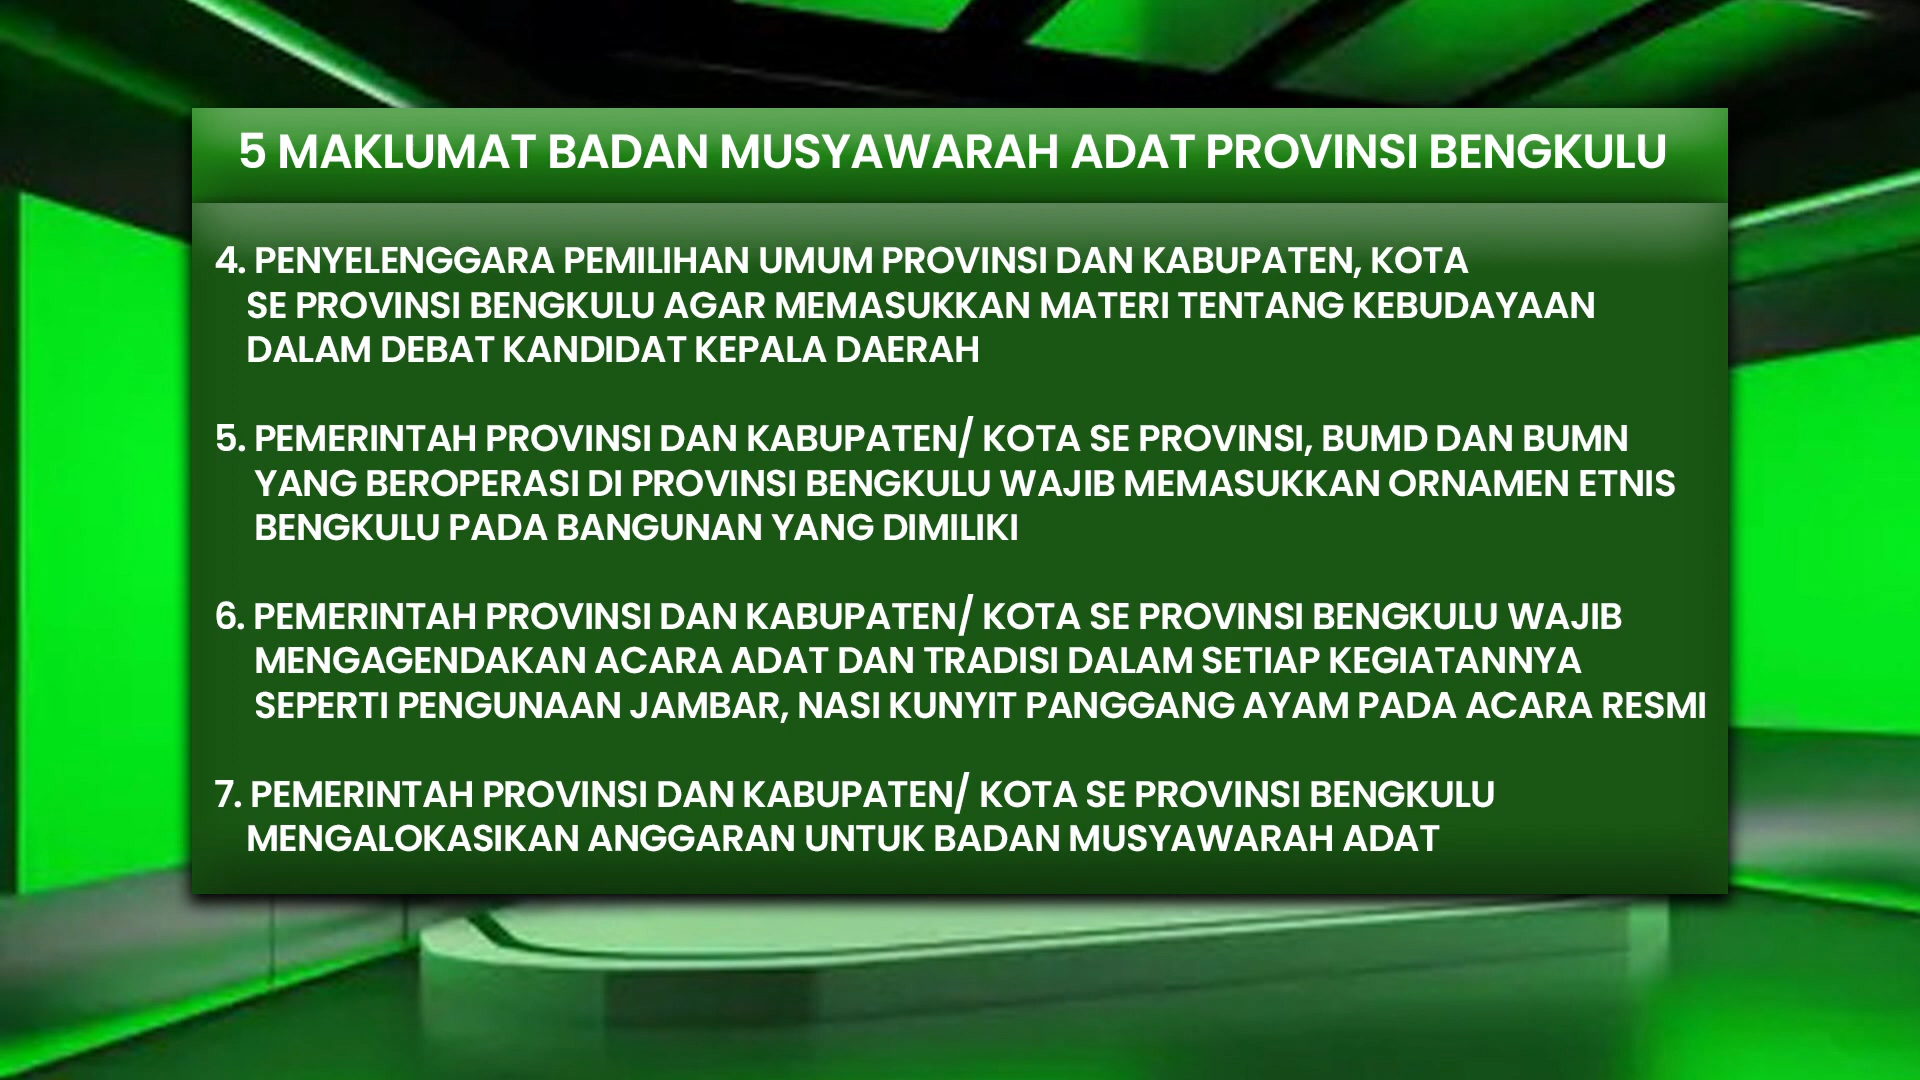 5 MAKLUMAT BADAN MUSYAWARAH ADAT PROVINSI BENGKULU
4. PENYELENGGARA PEMILIHAN UMUM PROVINSI DAN KABUPATEN, KOTA
SE PROVINSI BENGKULU AGAR MEMASUKKAN MATERI TENTANG KEBUDAYAAN
DALAM DEBAT KANDIDAT KEPALA DAERAH
5. PEMERINTAH PROVINSI DAN KABUPATEN/ KOTA SE PROVINSI, BUMD DAN BUMN
YANG BEROPERASI DI PROVINSI BENGKULU WAJIB MEMASUKKAN ORNAMEN ETNIS
BENGKULU PADA BANGUNAN YANG DIMILIKI
6. PEMERINTAH PROVINSI DAN KABUPATEN/ KOTA SE PROVINSI BENGKULU WAJIB
MENGAGENDAKAN ACARA ADAT DAN TRADISI DALAM SETIAP KEGIATANNYA
SEPERTI PENGUNAAN JAMBAR, NASI KUNYIT PANGGANG AYAM PADA ACARA RESMI
7. PEMERINTAH PROVINSI DAN KABUPATEN/ KOTA SE PROVINSI BENGKULU
MENGALOKASIKAN ANGGARAN UNTUK BADAN MUSYAWARAH ADAT